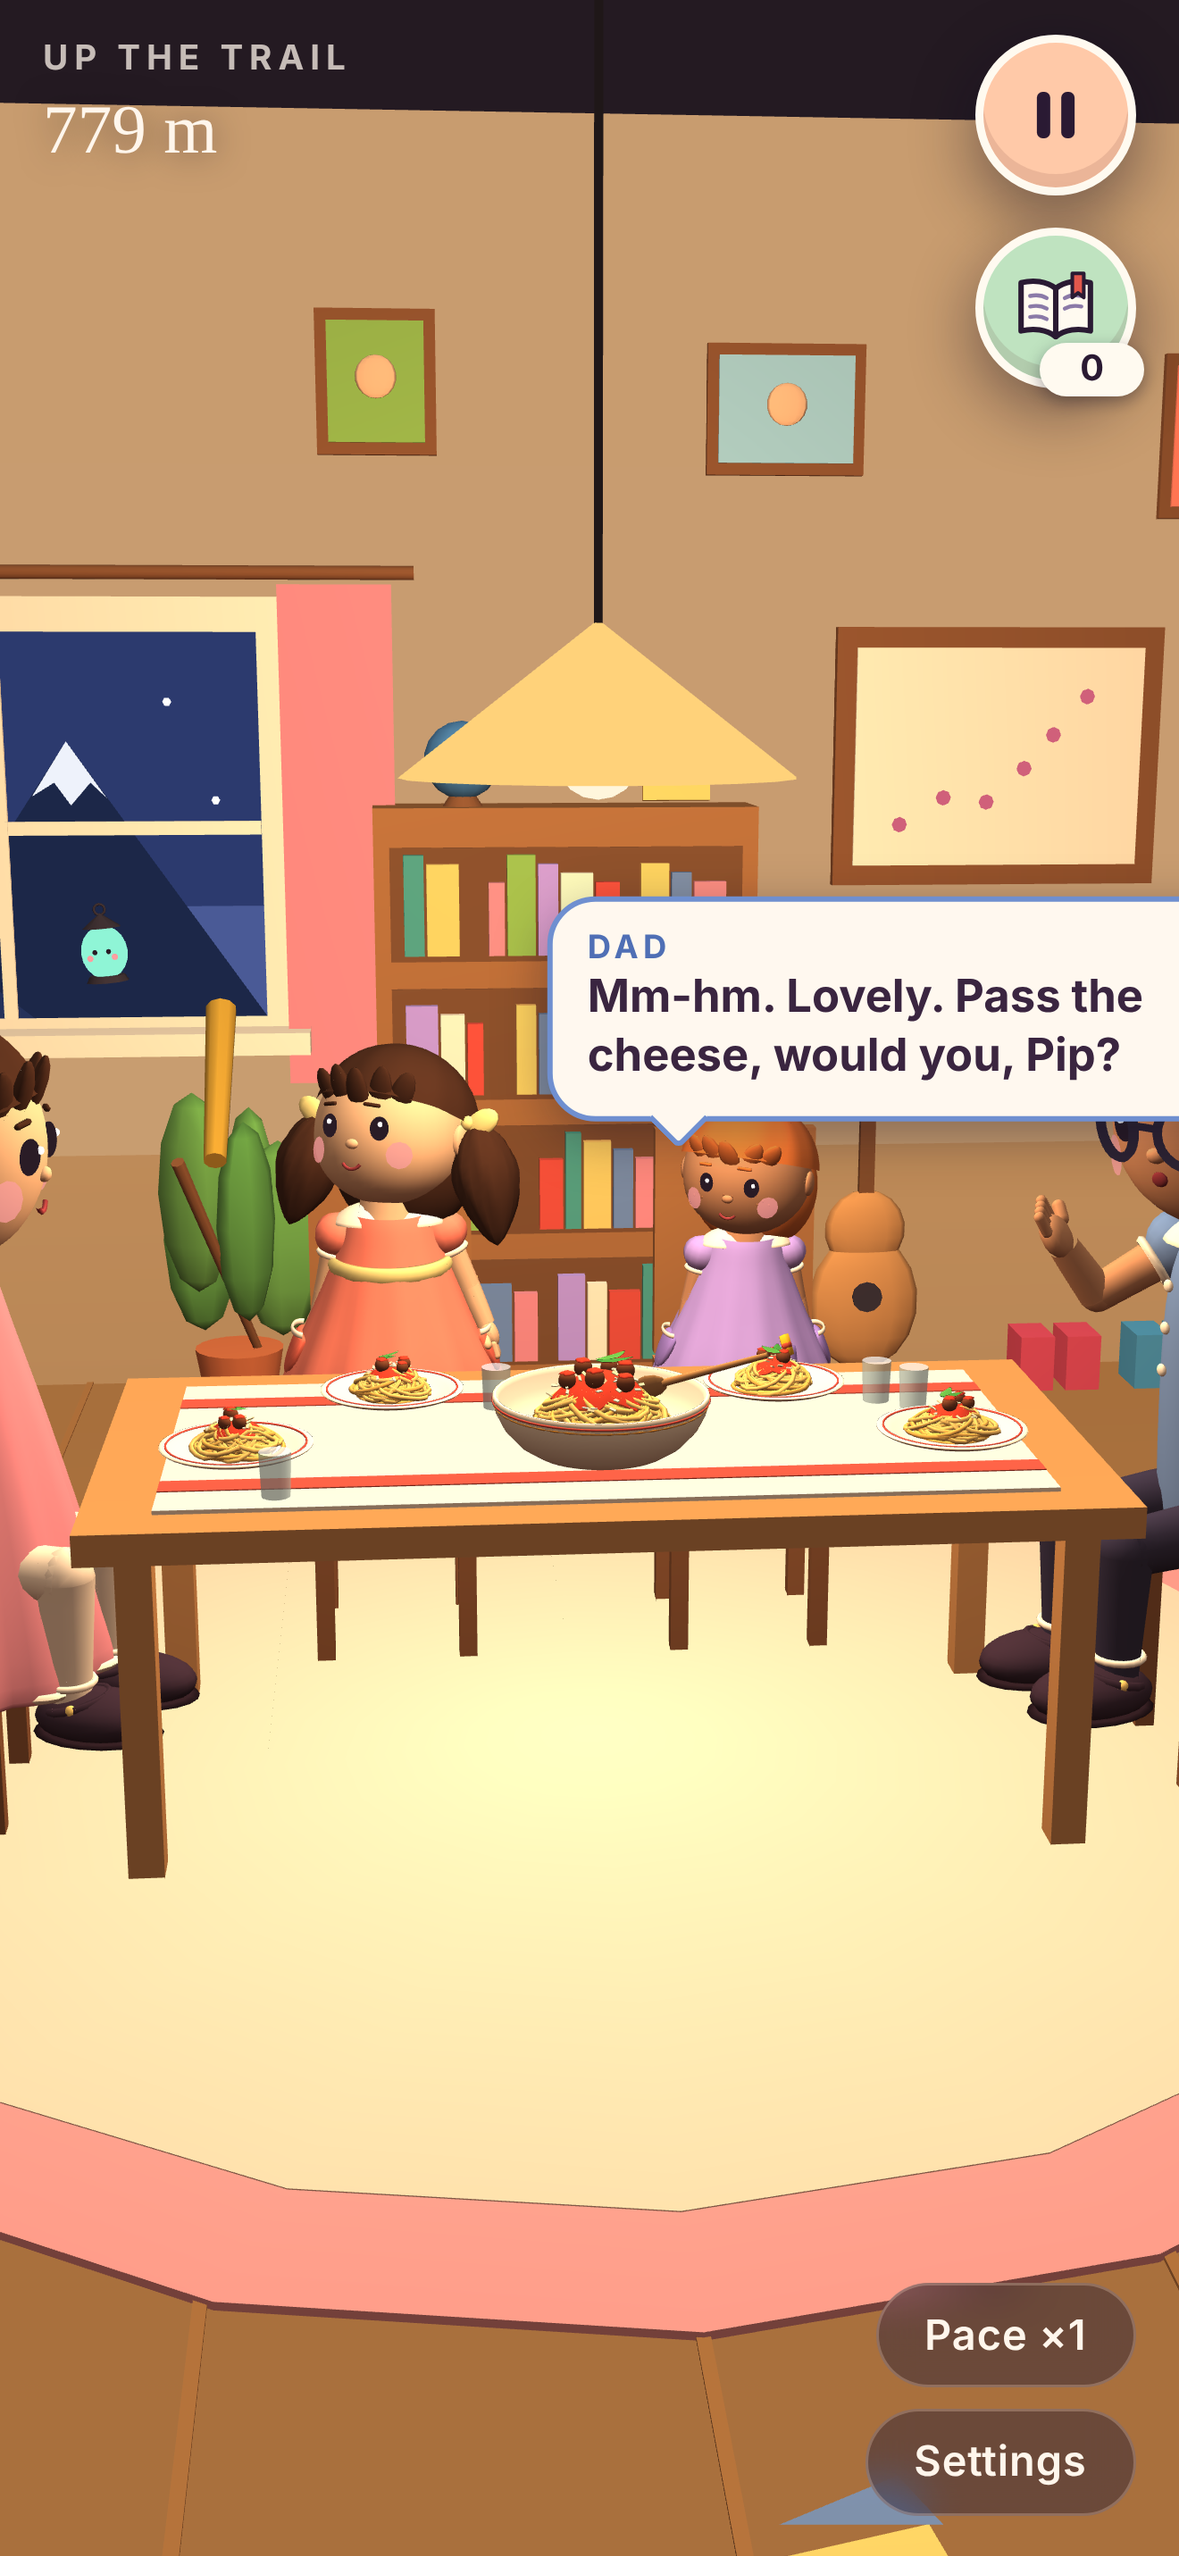 UP THE TRAIL
779 m
0
DAD
Mm-hm. Lovely. Pass the
cheese, would you, Pip?
Pace ×1
Settings